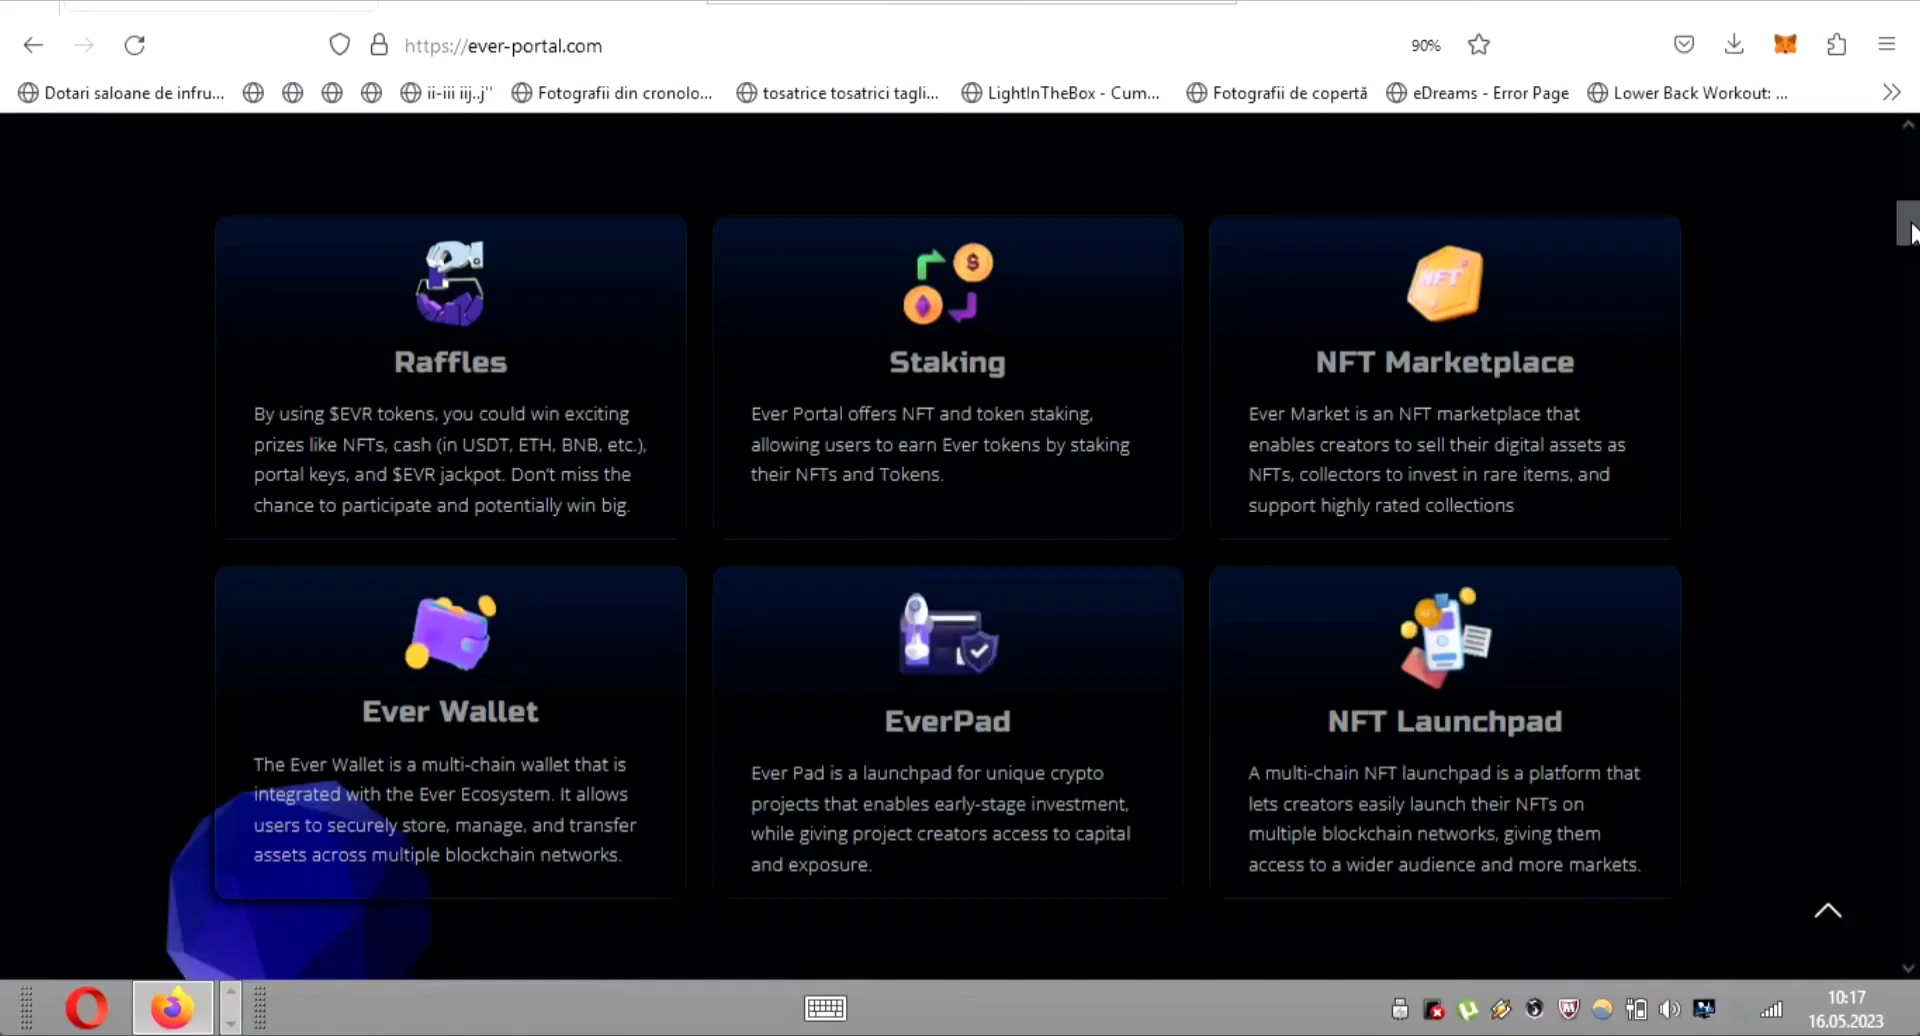 https://ever-portal.com
90%
Dotari saloane de infru...
ii-iii iij..j"
Fotografii din cronolo...
tosatrice tosatrici tagli...
LightInTheBox - Cum...
Fotografii de copertă
eDreams - Error Page
Lower Back Workout: ...
NFT
Raffles
By using $EVR tokens, you could win exciting
prizes like NFTs, cash (in USDT, ETH, BNB, etc.),
portal keys, and $EVR jackpot. Don't miss the
chance to participate and potentially win big.
Staking
Ever Portal offers NFT and token staking,
allowing users to earn Ever tokens by staking
their NFTs and Tokens.
NFT Marketplace
Ever Market is an NFT marketplace that
enables creators to sell their digital assets as
NFTs, collectors to invest in rare items, and
support highly rated collections
Ever Wallet
The Ever Wallet is a multi-chain wallet that is
integrated with the Ever Ecosystem. It allows
users to securely store, manage, and transfer
assets across multiple blockchain networks.
EverPad
Ever Pad is a launchpad for unique crypto
projects that enables early-stage investment,
while giving project creators access to capital
and exposure.
NFT Launchpad
A multi-chain NFT launchpad is a platform that
lets creators easily launch their NFTs on
multiple blockchain networks, giving them
access to a wider audience and more markets.
10:17
16.05.2023